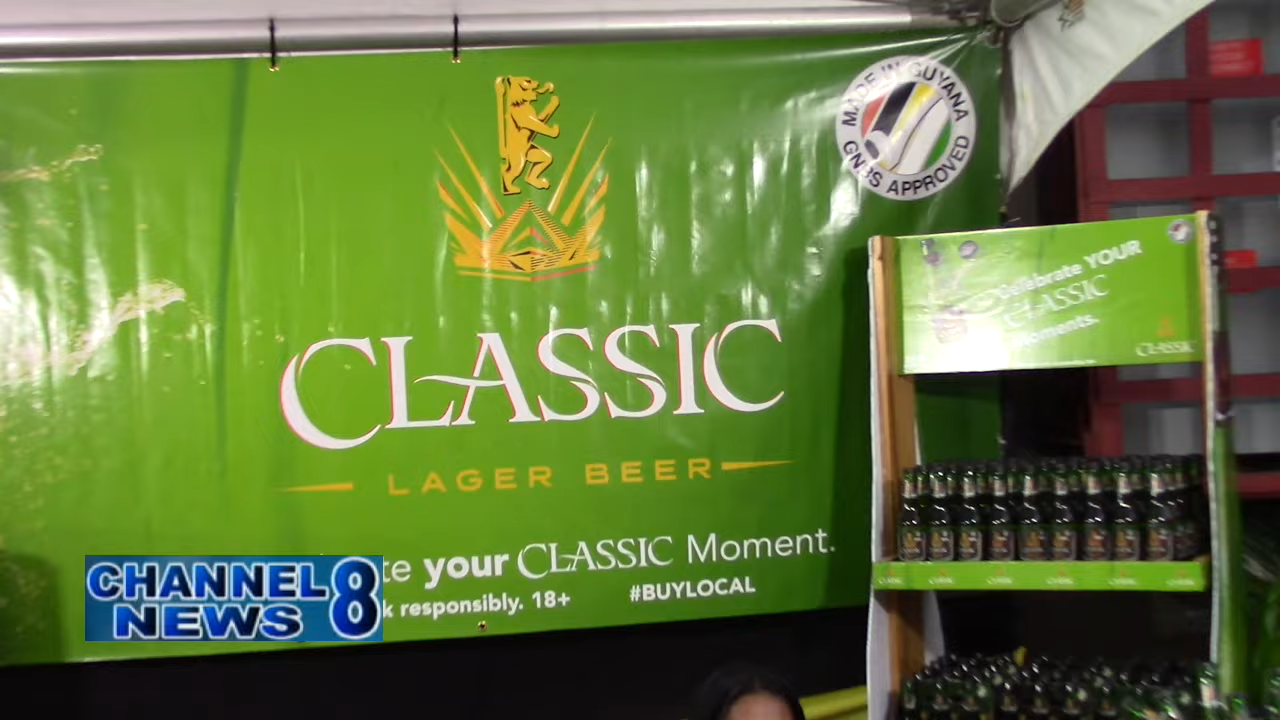 MADE IN GUYANA
GNBS APPROVED
CLASSIC
LAGER BEER
te your CLASSIC Moment.
k responsibly. 18+ #BUYLOCAL
Celebrate YOUR
CLASSIC
Moments.
CLASSIC
CHANNEL 8
NEWS